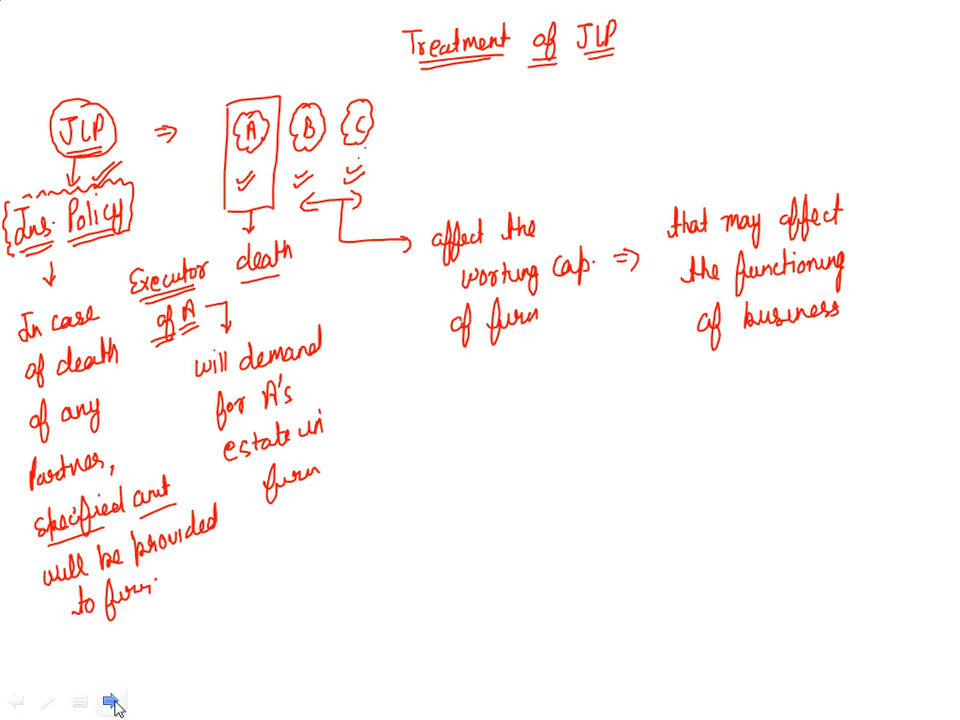 Treatment of JLP
JLP ⇒ A B C
Ins. Policy
In case
of death
of any
Partner,
specified amt
will be provided
to firm.
death
Executor
of A
will demand
for A's
estate in
firm
affect the
working cap. ⇒
of firm
that may affect
the functioning
of business